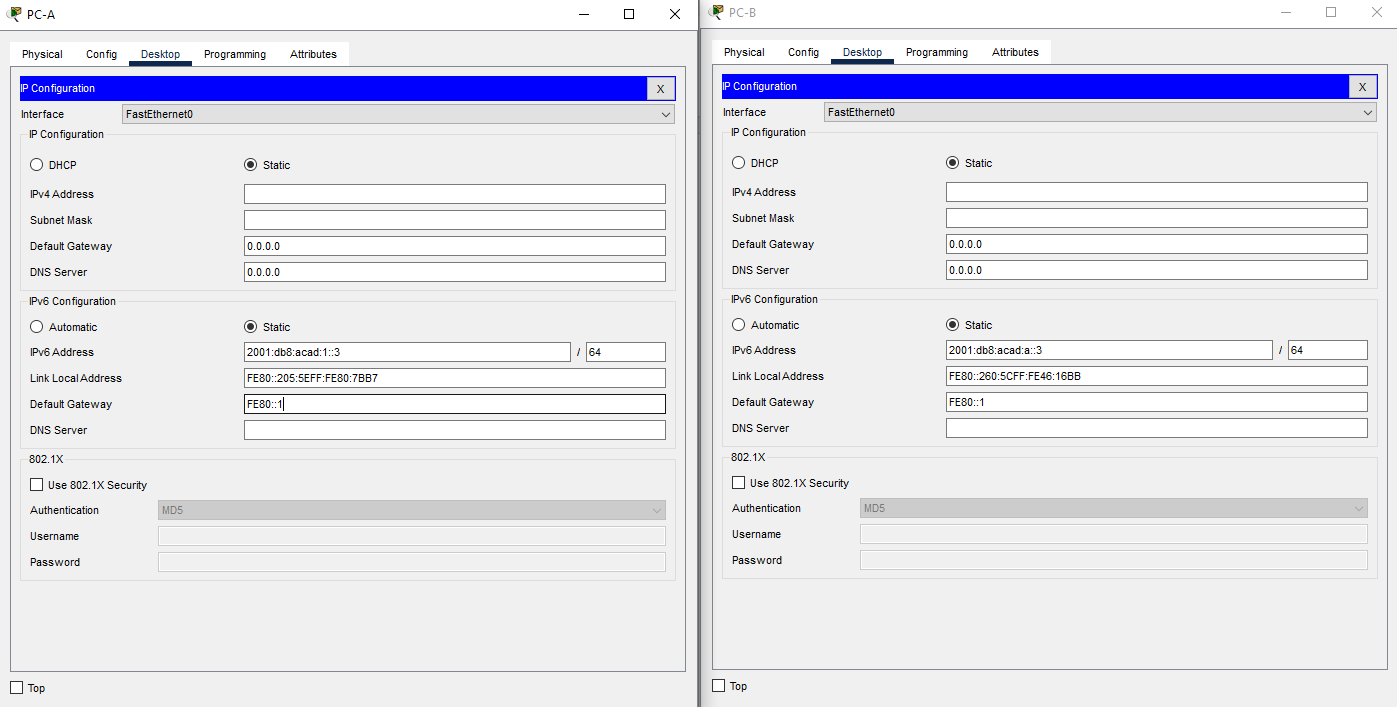 PC-A
Physical Config Desktop Programming Attributes
IP Configuration X
Interface FastEthernet0
IP Configuration
DHCP Static
IPv4 Address
Subnet Mask
Default Gateway 0.0.0.0
DNS Server 0.0.0.0
IPv6 Configuration
Automatic Static
IPv6 Address 2001:db8:acad:1::3 / 64
Link Local Address FE80::205:5EFF:FE80:7BB7
Default Gateway FE80::1
DNS Server
802.1X
Use 802.1X Security
Authentication MD5
Username
Password
Top
PC-B
Physical Config Desktop Programming Attributes
IP Configuration X
Interface FastEthernet0
IP Configuration
DHCP Static
IPv4 Address
Subnet Mask
Default Gateway 0.0.0.0
DNS Server 0.0.0.0
IPv6 Configuration
Automatic Static
IPv6 Address 2001:db8:acad:a::3 / 64
Link Local Address FE80::260:5CFF:FE46:16BB
Default Gateway FE80::1
DNS Server
802.1X
Use 802.1X Security
Authentication MD5
Username
Password
Top